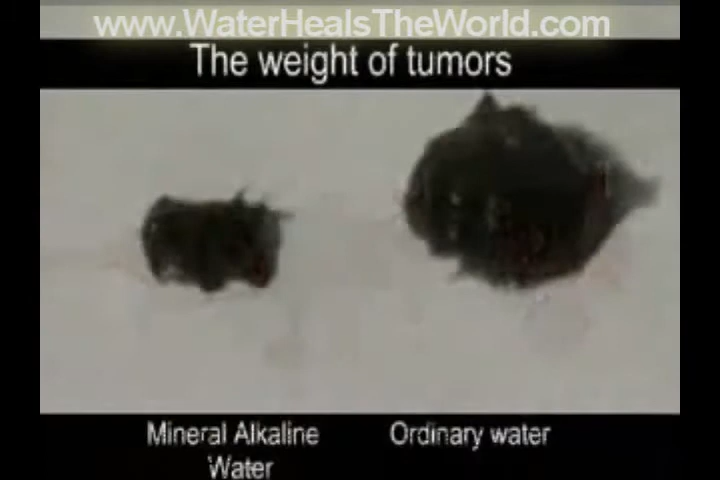 www.WaterHealsTheWorld.com
The weight of tumors
Mineral Alkaline
Water
Ordinary water